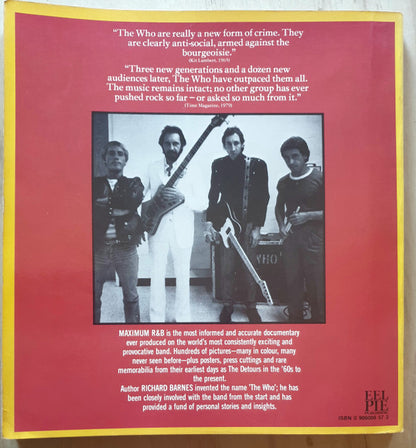 "The Who are really a new form of crime. They
are clearly anti-social, armed against the
bourgeoisie."
(Kit Lambert, 1965)
"Three new generations and a dozen new
audiences later, The Who have outpaced them all.
The music remains intact; no other group has ever
pushed rock so far – or asked so much from it."
(Time Magazine, 1979)
WHO
MAXIMUM R&B is the most informed and accurate documentary
ever produced on the world's most consistently exciting and
provocative band. Hundreds of pictures—many in colour, many
never seen before—plus posters, press cuttings and rare
memorabilia from their earliest days as The Detours in the '60s to
the present.
Author RICHARD BARNES invented the name 'The Who'; he has
been closely involved with the band from the start and has
provided a fund of personal stories and insights.
EEL
PIE
ISBN 0 906008 57 2